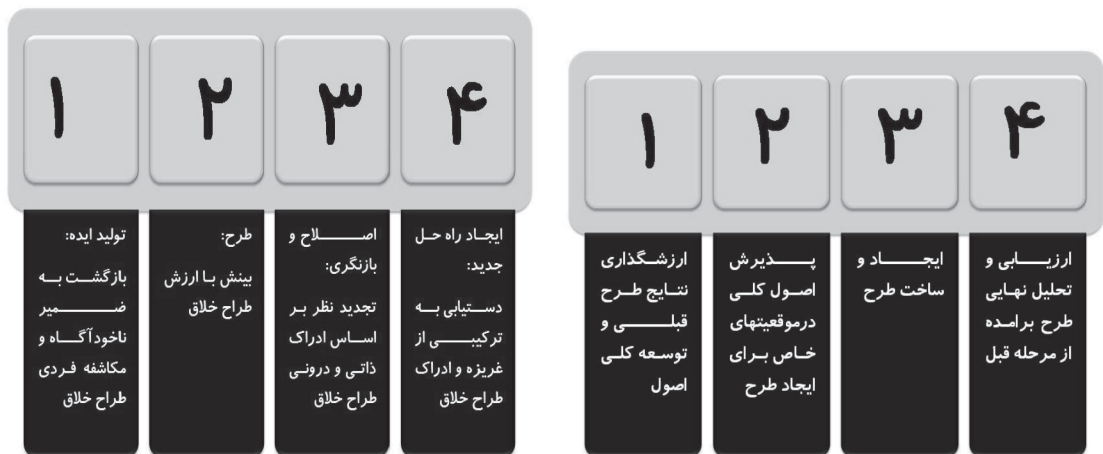 ۱
تولید ایده:
بازگشت به
ضمیر
ناخودآگاه و
مکاشفه فردی
طراح خلاق
۲
طرح:
بینش با ارزش
طراح خلاق
۳
اصلاح و
بازنگری:
تجدید نظر بر
اساس ادراک
ذاتی و درونی
طراح خلاق
۴
ایجاد راه حل
جدید:
دستیابی به
ترکیبی از
غریزه و ادراک
طراح خلاق
۱
ارزشگذاری
نتایج طرح
قبلی و
توسعه کلی
اصول
۲
پذیرش
اصول کلی
درموقعیتهای
خاص برای
ایجاد طرح
۳
ایجاد و
ساخت طرح
۴
ارزیابی و
تحلیل نهایی
طرح برامده
از مرحله قبل